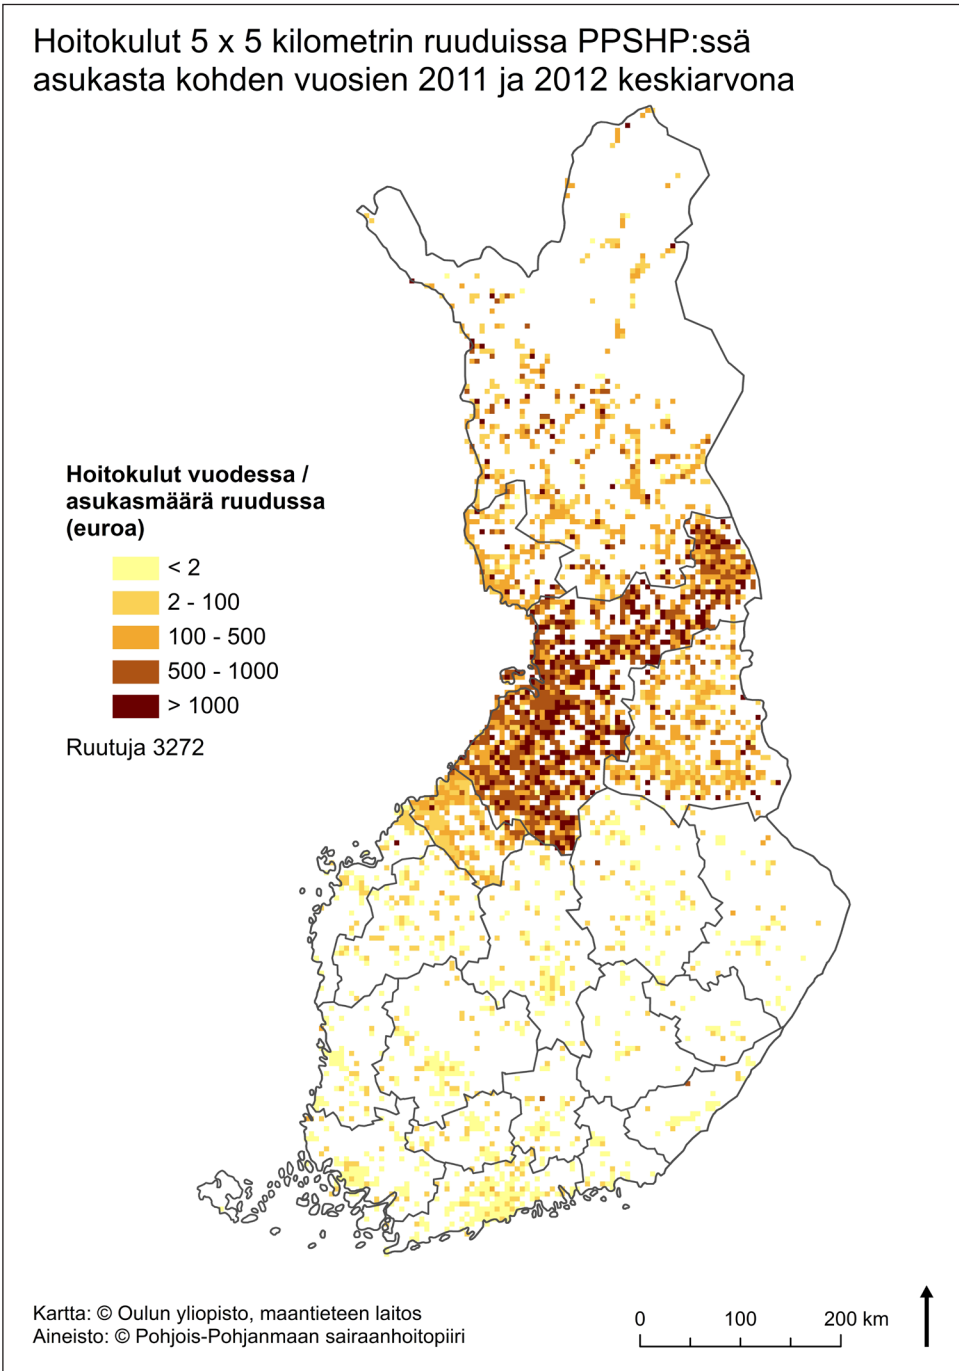 Hoitokulut 5 x 5 kilometrin ruuduissa PPSHP:ssä
asukasta kohden vuosien 2011 ja 2012 keskiarvona
Hoitokulut vuodessa /
asukasmäärä ruudussa
(euroa)
< 2
2 - 100
100 - 500
500 - 1000
> 1000
Ruutuja 3272
Kartta: © Oulun yliopisto, maantieteen laitos
Aineisto: © Pohjois-Pohjanmaan sairaanhoitopiiri
0 100 200 km